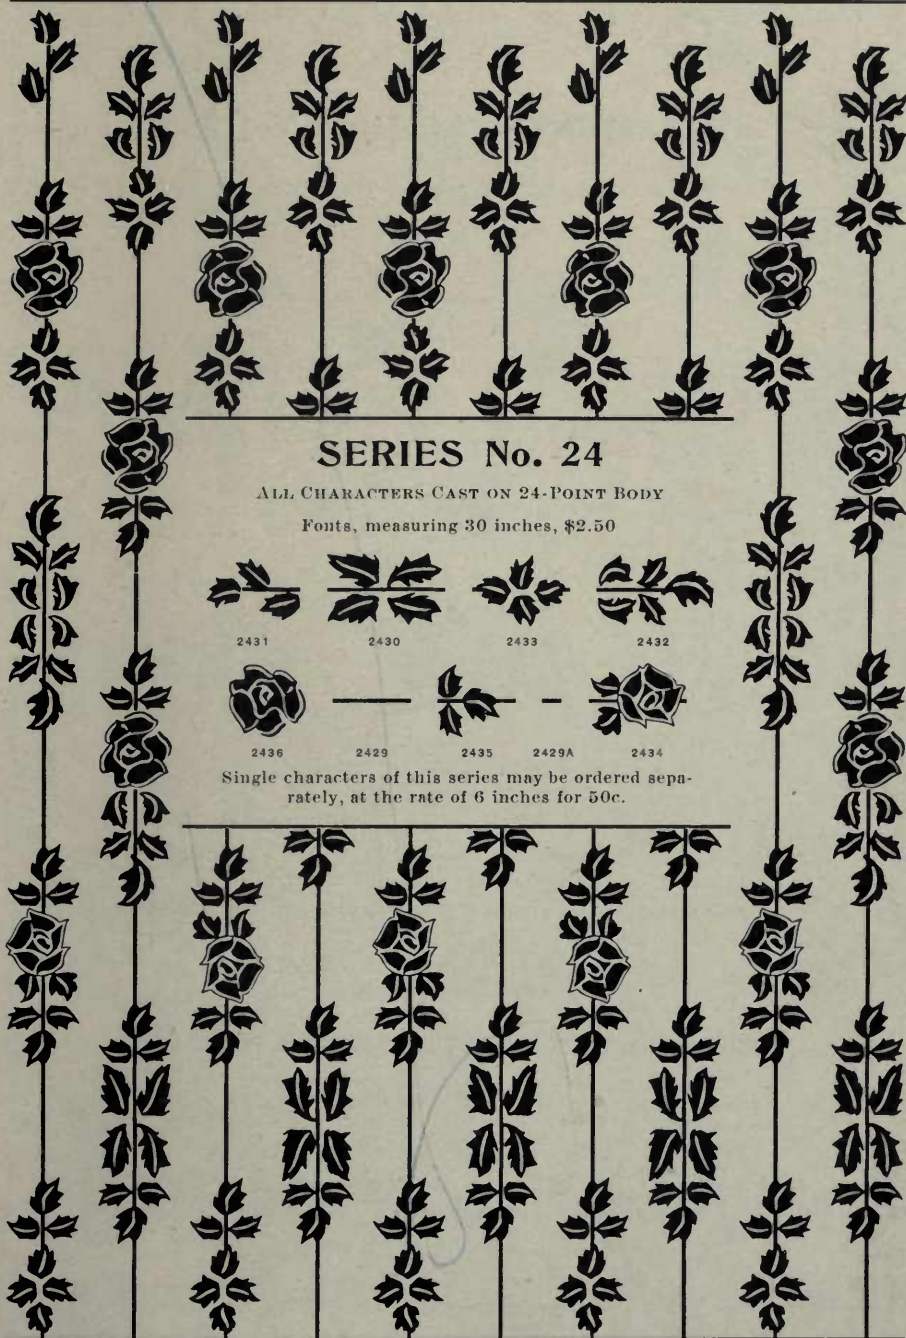 SERIES No. 24
ALL CHARACTERS CAST ON 24-POINT BODY
Fonts, measuring 30 inches, $2.50
2431 2430 2433 2432
2436 2429 2435 2429A 2434
Single characters of this series may be ordered sepa-
rately, at the rate of 6 inches for 50c.